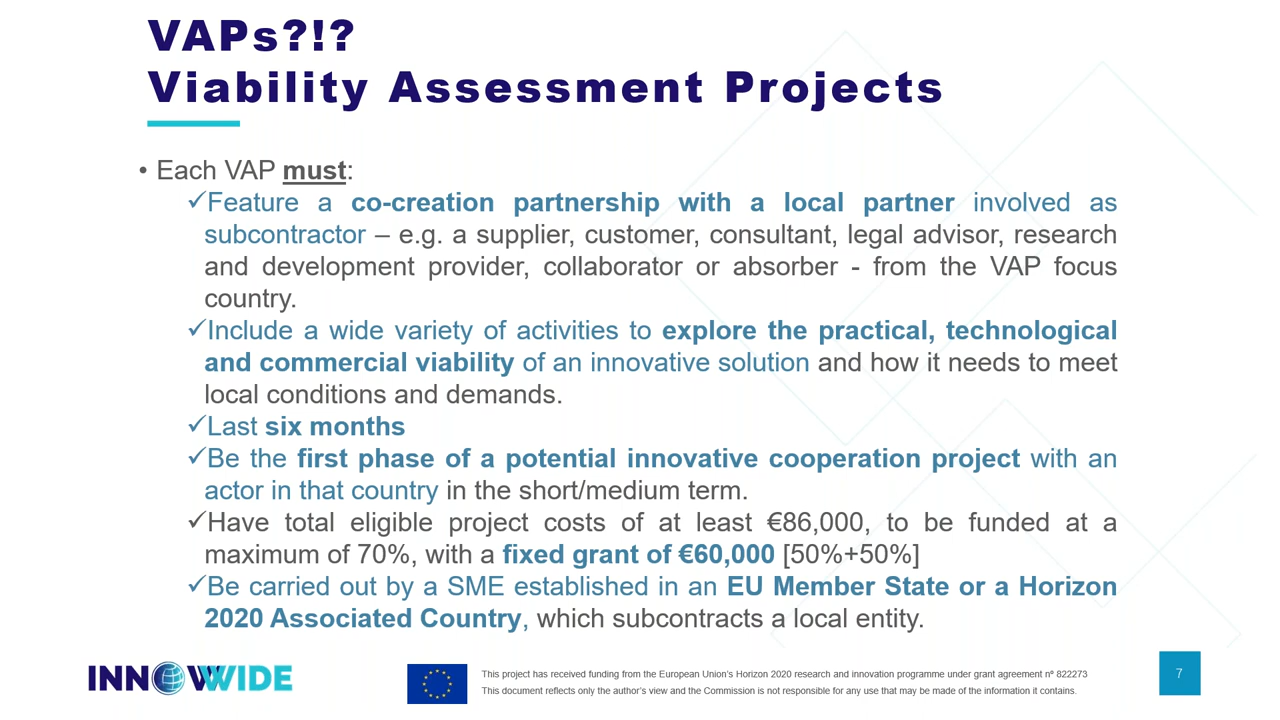 VAPs?!?
Viability Assessment Projects
• Each VAP must:
✓Feature a co-creation partnership with a local partner involved as
subcontractor – e.g. a supplier, customer, consultant, legal advisor, research
and development provider, collaborator or absorber - from the VAP focus
country.
✓Include a wide variety of activities to explore the practical, technological
and commercial viability of an innovative solution and how it needs to meet
local conditions and demands.
✓Last six months
✓Be the first phase of a potential innovative cooperation project with an
actor in that country in the short/medium term.
✓Have total eligible project costs of at least €86,000, to be funded at a
maximum of 70%, with a fixed grant of €60,000 [50%+50%]
✓Be carried out by a SME established in an EU Member State or a Horizon
2020 Associated Country, which subcontracts a local entity.
INNOWWIDE
This project has received funding from the European Union's Horizon 2020 research and innovation programme under grant agreement nº 822273
This document reflects only the author's view and the Commission is not responsible for any use that may be made of the information it contains.
7